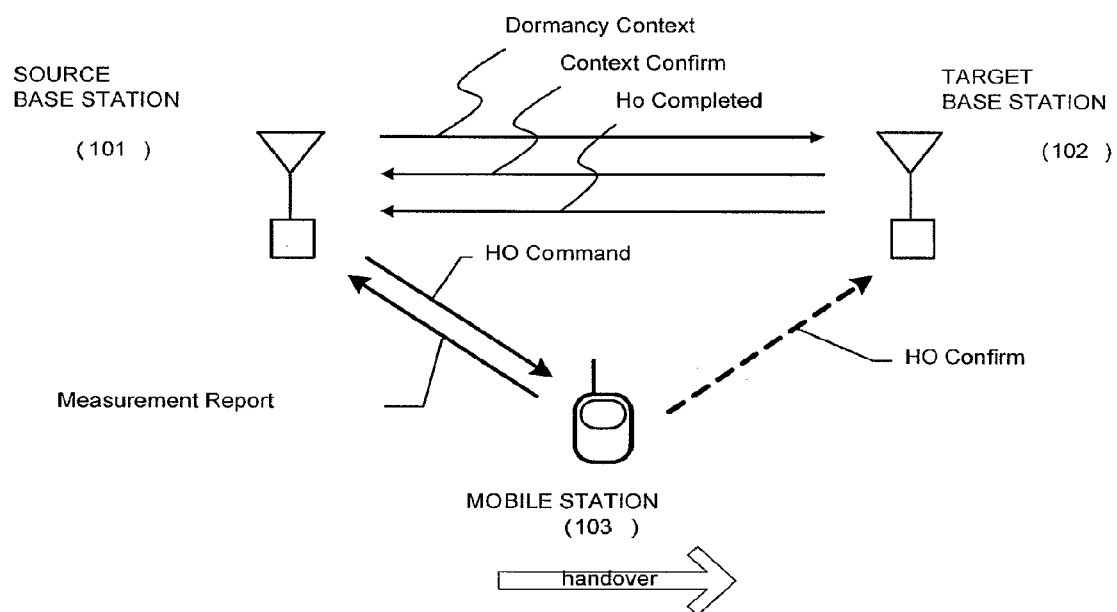 Dormancy Context
SOURCE
BASE STATION
(101 )
Context Confirm
Ho Completed
TARGET
BASE STATION
(102 )
HO Command
HO Confirm
Measurement Report
MOBILE STATION
(103 )
handover